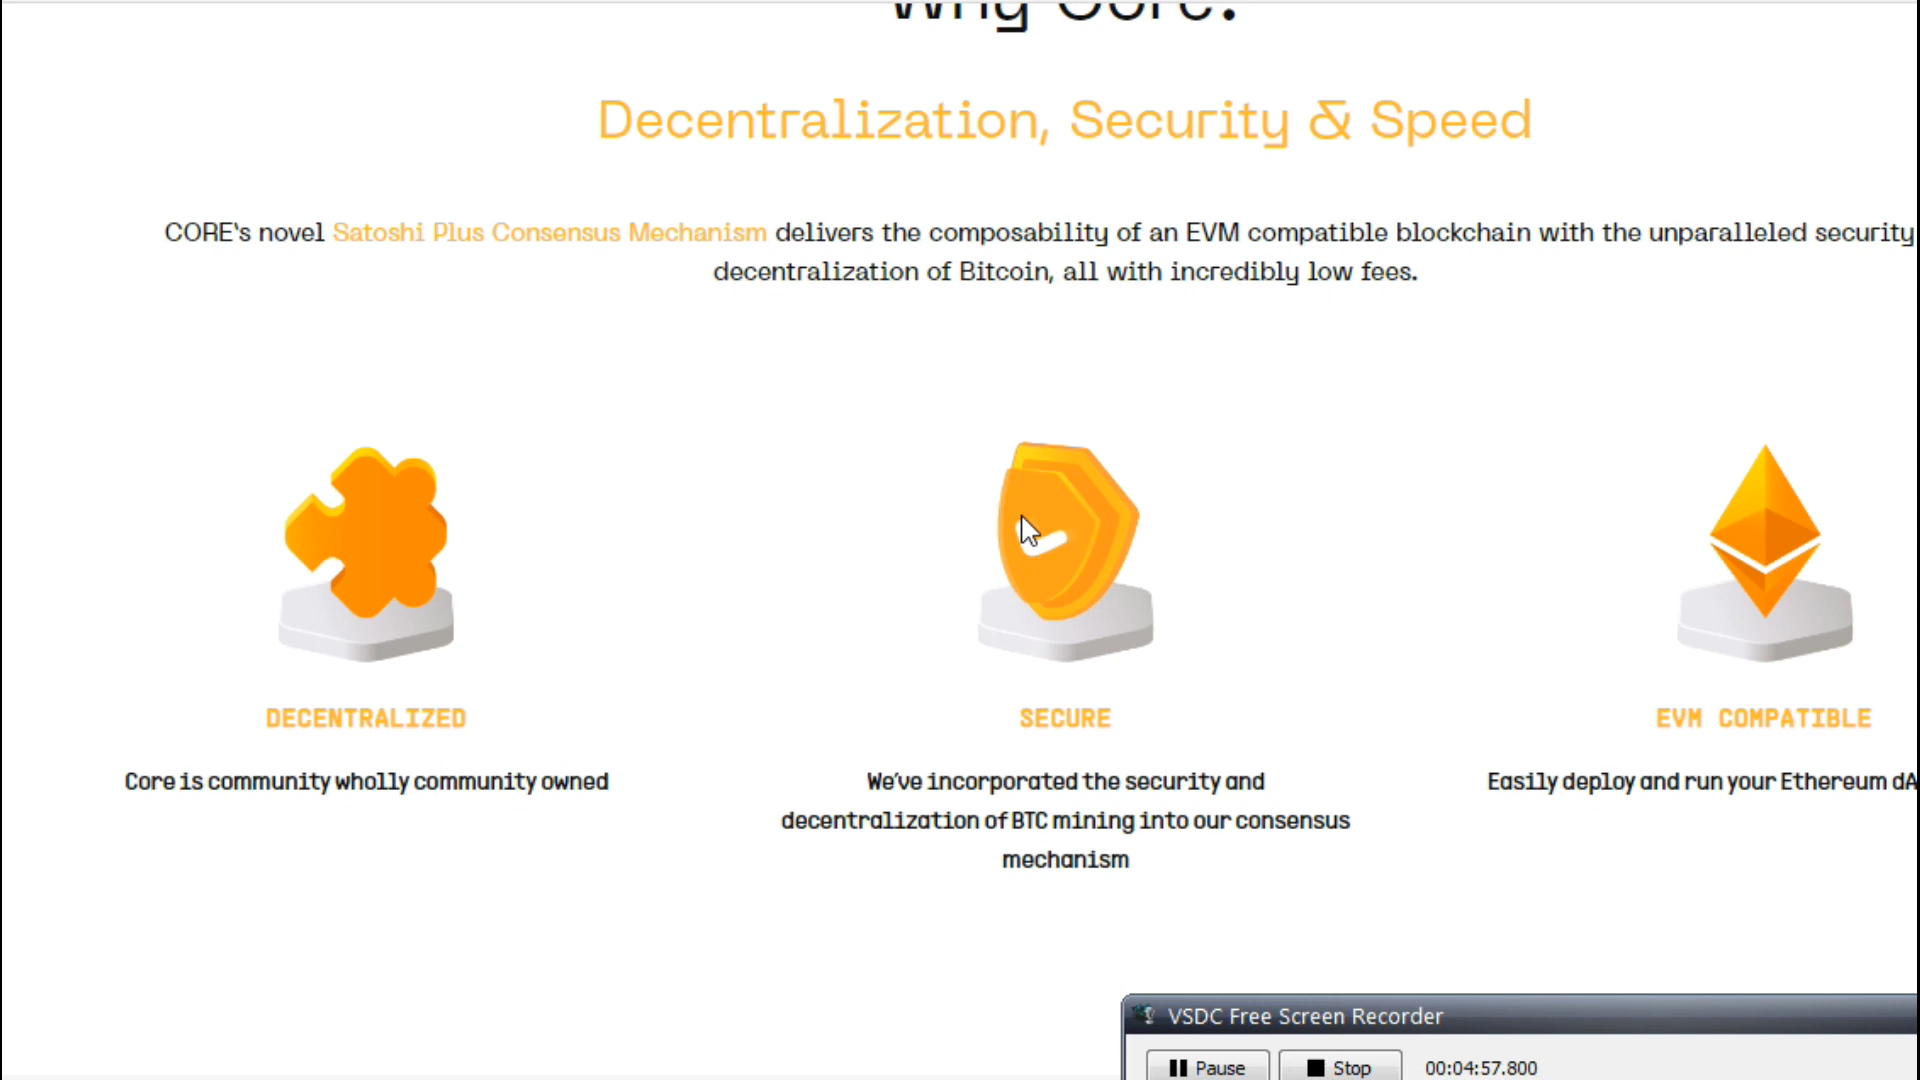 Why Core?
Decentralization, Security & Speed
CORE's novel Satoshi Plus Consensus Mechanism delivers the composability of an EVM compatible blockchain with the unparalleled security
decentralization of Bitcoin, all with incredibly low fees.
DECENTRALIZED
Core is community wholly community owned
SECURE
We've incorporated the security and
decentralization of BTC mining into our consensus
mechanism
EVM COMPATIBLE
Easily deploy and run your Ethereum dA
VSDC Free Screen Recorder
Pause
Stop
00:04:57.800